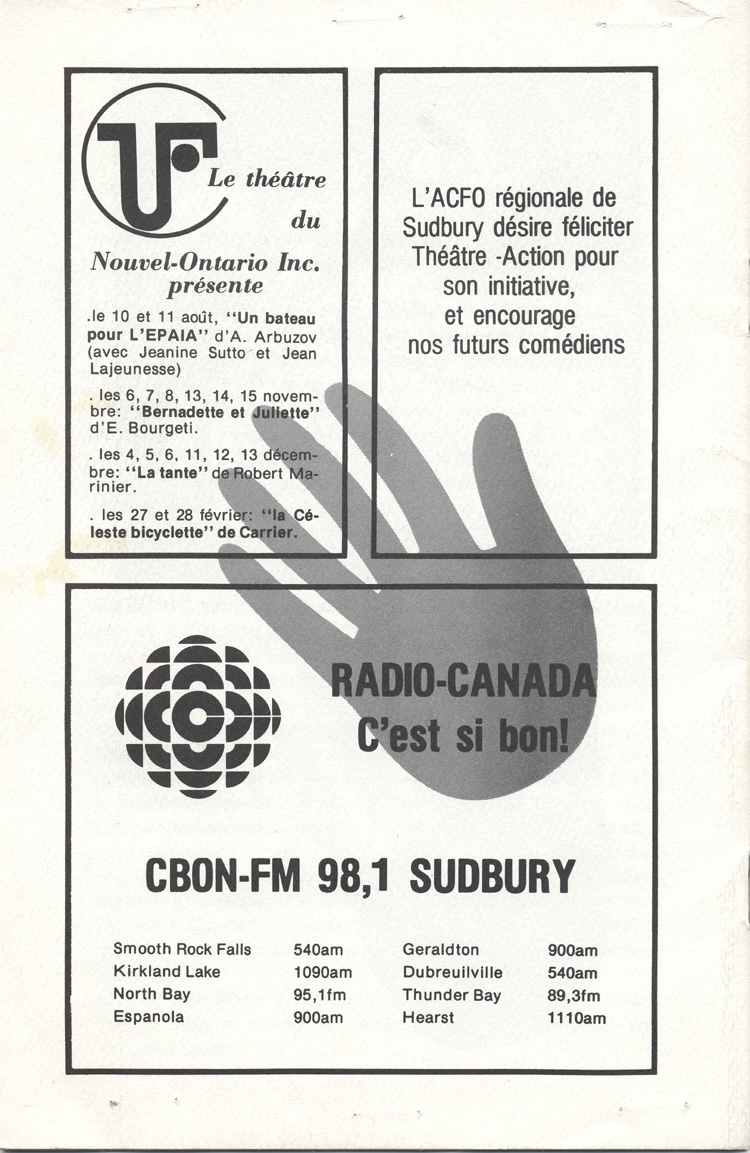 Le théâtre
du
Nouvel-Ontario Inc.
présente
.le 10 et 11 août, "Un bateau
pour L'EPAIA" d'A. Arbuzov
(avec Jeanine Sutto et Jean
Lajeunesse)
. les 6, 7, 8, 13, 14, 15 novem-
bre: "Bernadette et Juliette"
d'E. Bourgeti.
. les 4, 5, 6, 11, 12, 13 décem-
bre: "La tante" de Robert Ma-
rinier.
. les 27 et 28 février: "la Cé-
leste bicyclette" de Carrier.
L'ACFO régionale de
Sudbury désire féliciter
Théâtre -Action pour
son initiative,
et encourage
nos futurs comédiens
RADIO-CANADA
C'est si bon!
CBON-FM 98,1 SUDBURY
Smooth Rock Falls 540am Geraldton 900am
Kirkland Lake 1090am Dubreuilville 540am
North Bay 95,1fm Thunder Bay 89,3fm
Espanola 900am Hearst 1110am